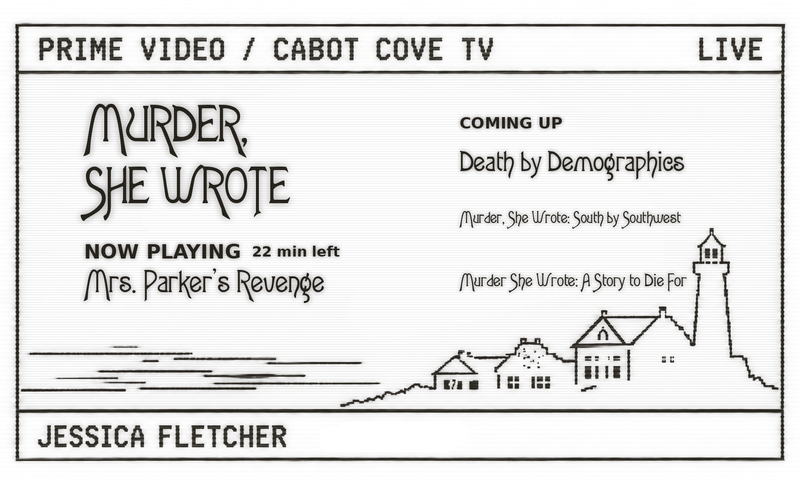 PRIME VIDEO / CABOT COVE TV
LIVE
MURDER,
SHE WROTE
NOW PLAYING 22 min left
Mrs. Parker's Revenge
COMING UP
Death by Demographics
Murder, She Wrote: South by Southwest
Murder She Wrote: A Story to Die For
JESSICA FLETCHER